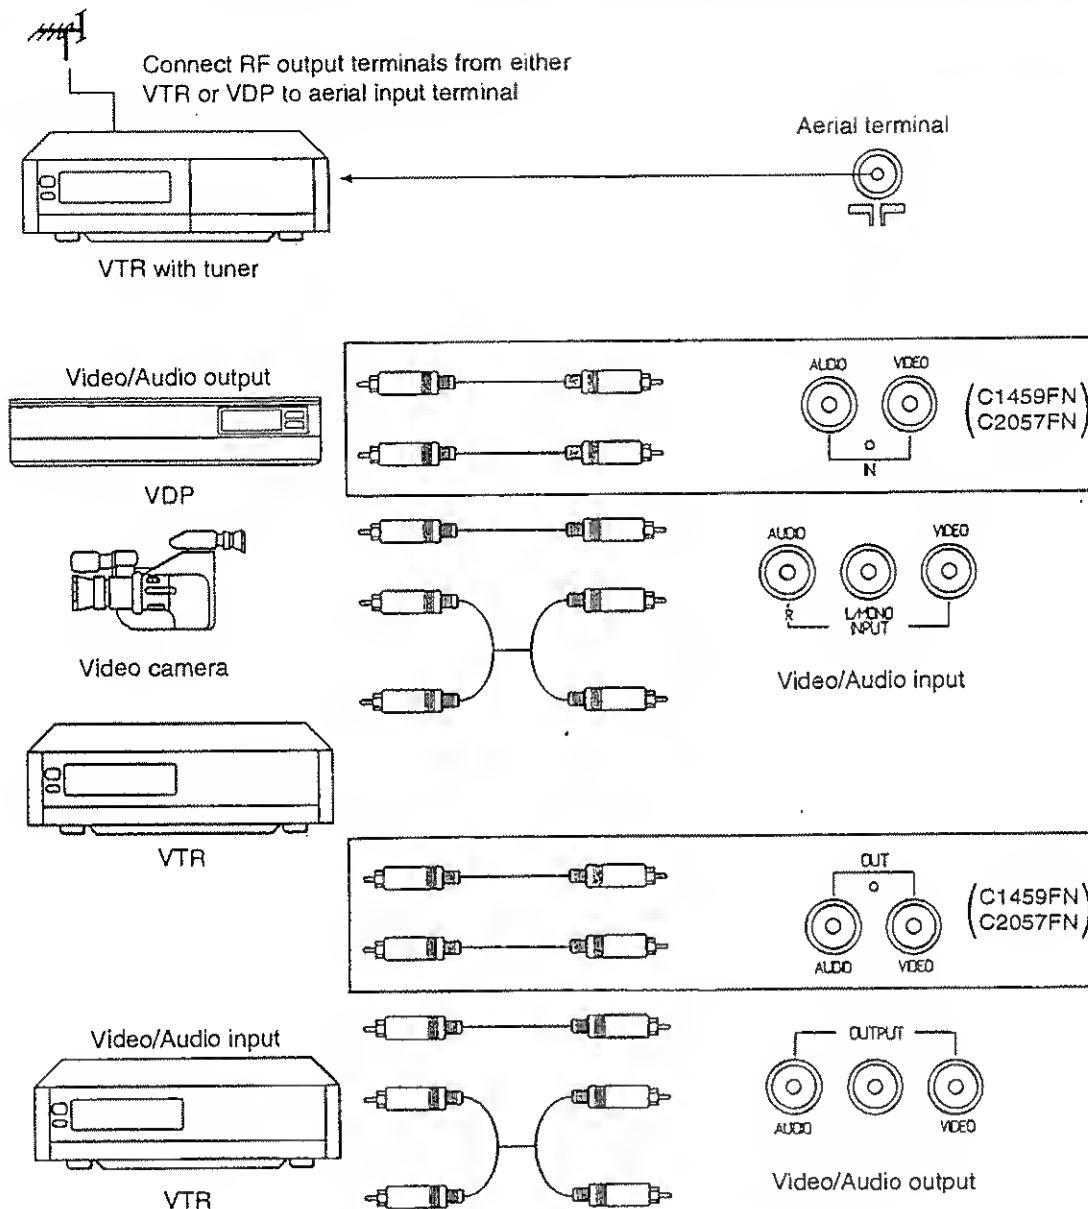 Connect RF output terminals from either
VTR or VDP to aerial input terminal
Aerial terminal
VTR with tuner
Video/Audio output
AUDIO VIDEO
(C1459FN
C2057FN)
IN
VDP
AUDIO VIDEO
R L/MONO
INPUT
Video camera
Video/Audio input
VTR
OUT
(C1459FN
C2057FN)
AUDIO VIDEO
Video/Audio input
OUTPUT
AUDIO VIDEO
Video/Audio output
VTR